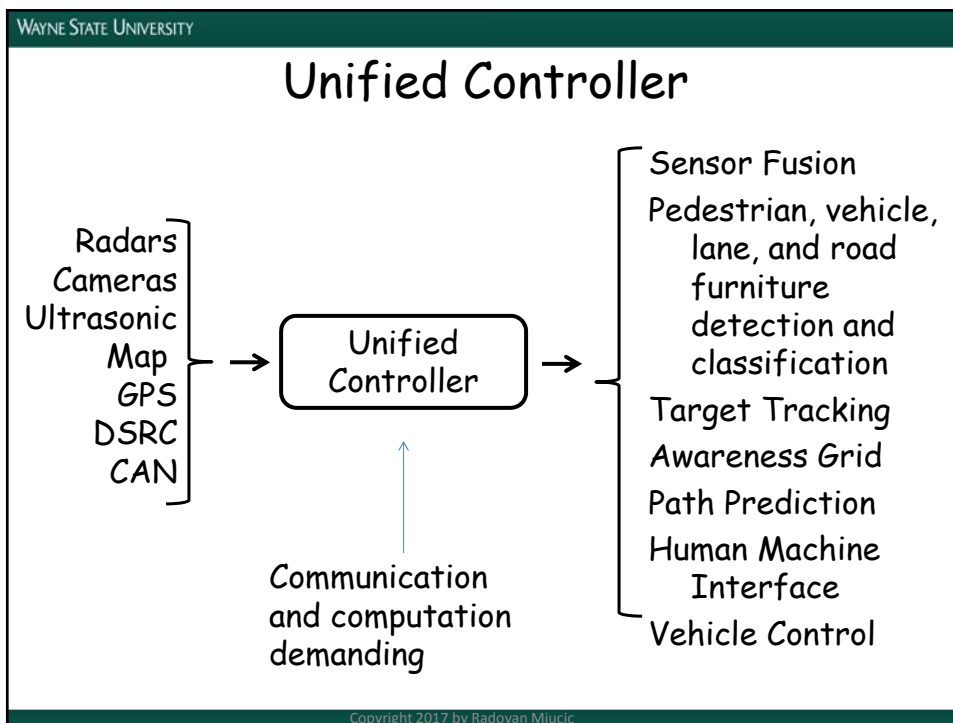 WAYNE STATE UNIVERSITY
Unified Controller
Radars
Cameras
Ultrasonic
Map
GPS
DSRC
CAN
Unified
Controller
Communication
and computation
demanding
Sensor Fusion
Pedestrian, vehicle,
lane, and road
furniture
detection and
classification
Target Tracking
Awareness Grid
Path Prediction
Human Machine
Interface
Vehicle Control
Copyright 2017 by Radovan Miucic